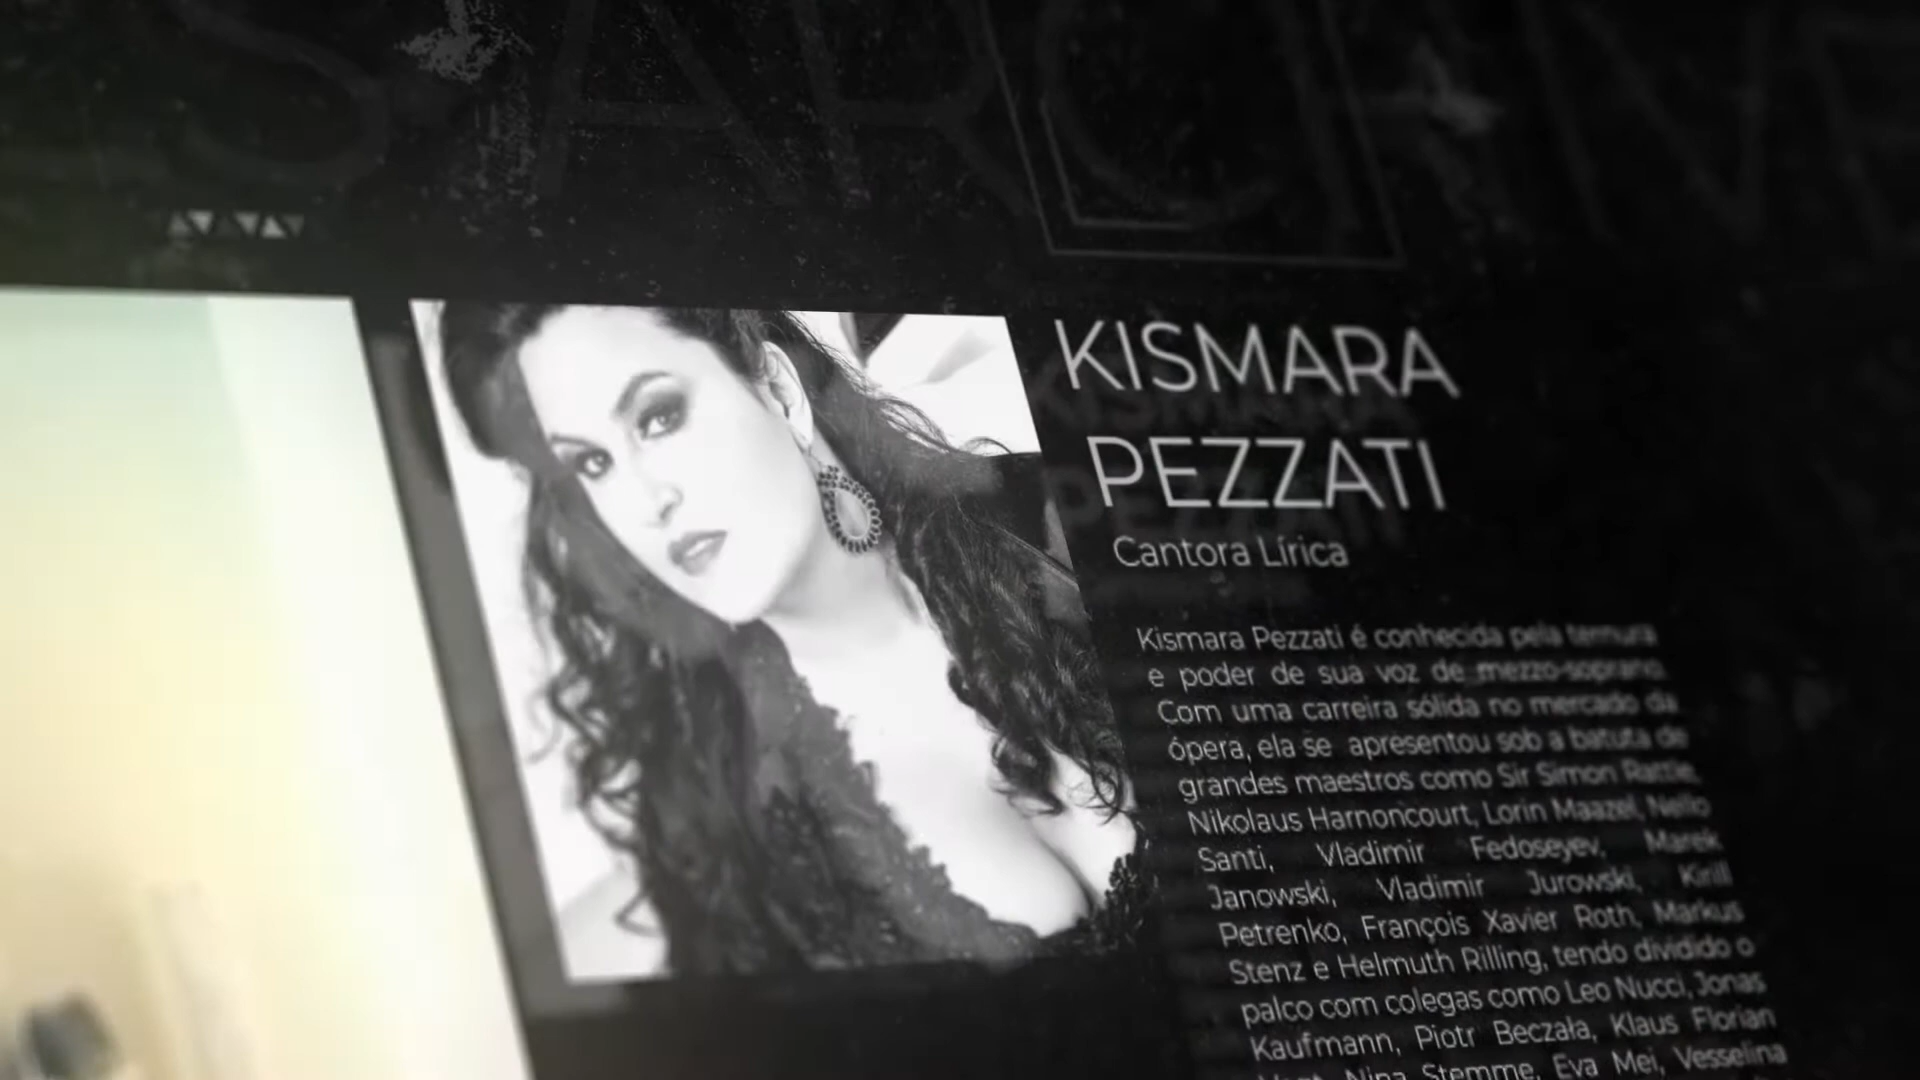 KISMARA
PEZZATI
Cantora Lírica
Kismara Pezzati é conhecida pela ternura
e poder de sua voz de mezzo-soprano.
Com uma carreira sólida no mercado da
ópera, ela se apresentou sob a batuta de
grandes maestros como Sir Simon Rattle,
Nikolaus Harnoncourt, Lorin Maazel, Nello
Santi, Vladimir Fedoseyev, Marek
Janowski, Vladimir Jurowski, Kirill
Petrenko, François Xavier Roth, Markus
Stenz e Helmuth Rilling, tendo dividido o
palco com colegas como Leo Nucci, Jonas
Kaufmann, Piotr Beczała, Klaus Florian
Nina Stemme, Eva Mei, Vesselina